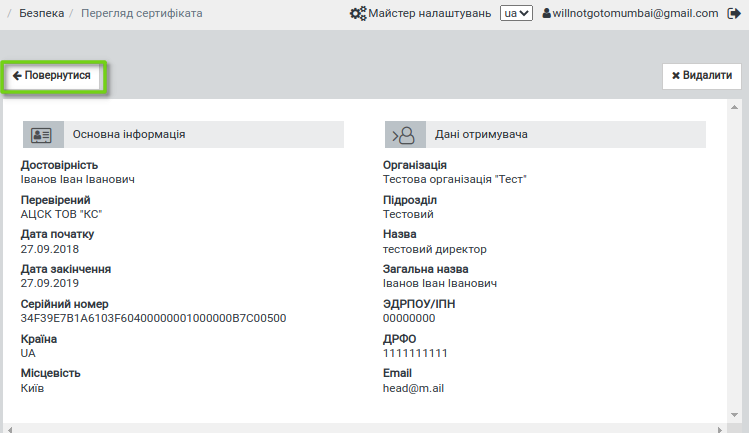 / Безпека / Перегляд сертифіката Майстер налаштувань ua willnotgotomumbai@gmail.com
Повернутися
Видалити
Основна інформація
Достовірність
Іванов Іван Іванович
Перевірений
АЦСК ТОВ "КС"
Дата початку
27.09.2018
Дата закінчення
27.09.2019
Серійний номер
34F39E7B1A6103F60400000001000000B7C00500
Країна
UA
Місцевість
Київ
Дані отримувача
Організація
Тестова організація "Тест"
Підрозділ
Тестовий
Назва
тестовий директор
Загальна назва
Іванов Іван Іванович
ЭДРПОУ/ІПН
00000000
ДРФО
1111111111
Email
head@m.ail